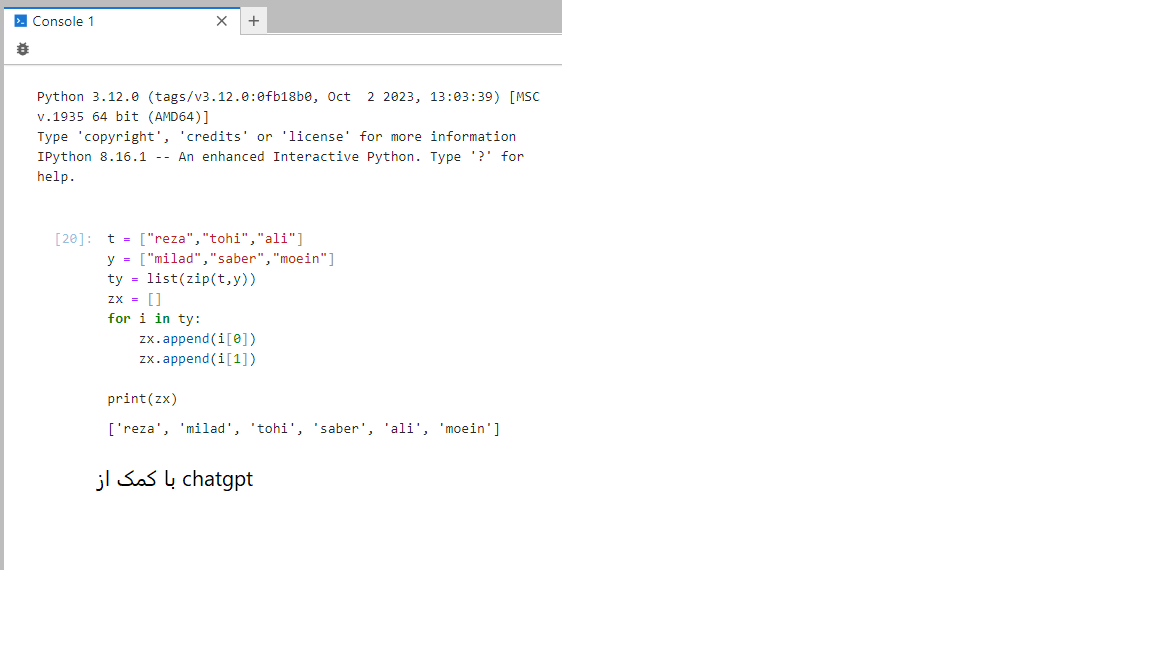 Console 1
Python 3.12.0 (tags/v3.12.0:0fb18b0, Oct  2 2023, 13:03:39) [MSC
v.1935 64 bit (AMD64)]
Type 'copyright', 'credits' or 'license' for more information
IPython 8.16.1 -- An enhanced Interactive Python. Type '?' for
help.
[20]: t = ["reza","tohi","ali"]
y = ["milad","saber","moein"]
ty = list(zip(t,y))
zx = []
for i in ty:
    zx.append(i[0])
    zx.append(i[1])
print(zx)
['reza', 'milad', 'tohi', 'saber', 'ali', 'moein']
با کمک از chatgpt